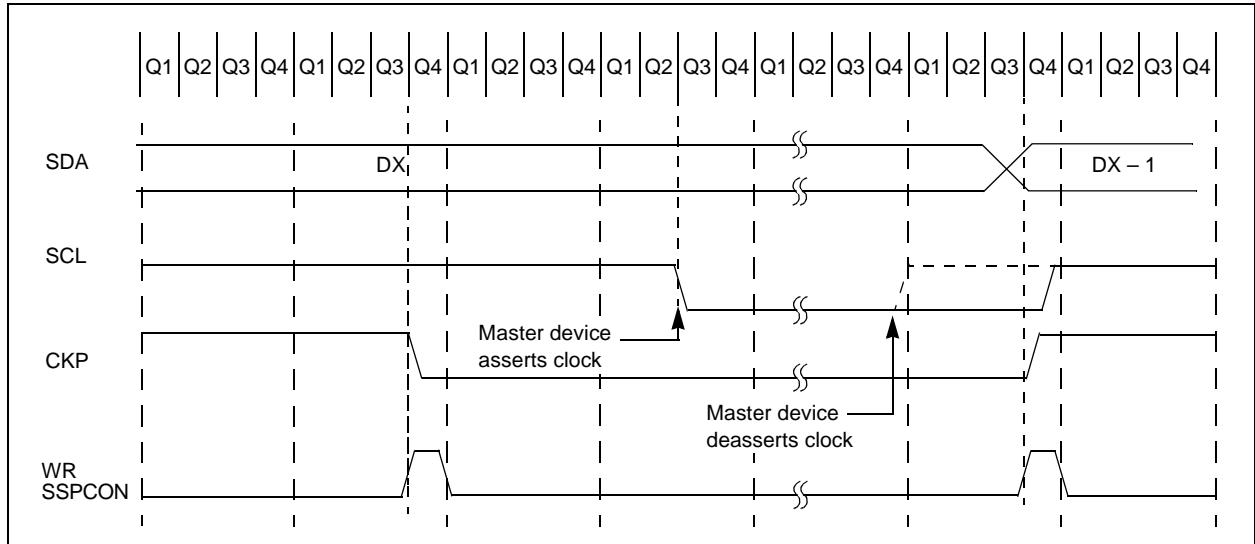 Q1 Q2 Q3 Q4 Q1 Q2 Q3 Q4 Q1 Q2 Q3 Q4 Q1 Q2 Q3 Q4 Q1 Q2 Q3 Q4 Q1 Q2 Q3 Q4 Q1 Q2 Q3 Q4
SDA
DX
DX – 1
SCL
Master device
asserts clock
CKP
Master device
deasserts clock
WR
SSPCON